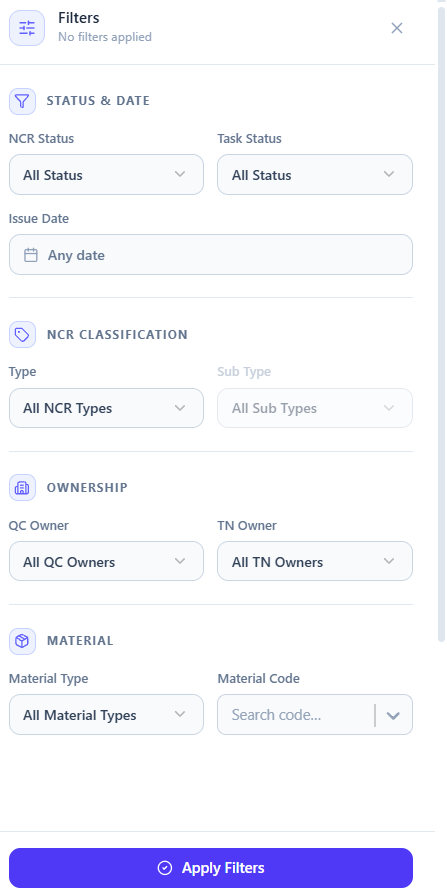 Filters
No filters applied
STATUS & DATE
NCR Status
Task Status
All Status
All Status
Issue Date
Any date
NCR CLASSIFICATION
Type
Sub Type
All NCR Types
All Sub Types
OWNERSHIP
QC Owner
TN Owner
All QC Owners
All TN Owners
MATERIAL
Material Type
Material Code
All Material Types
Search code...
Apply Filters